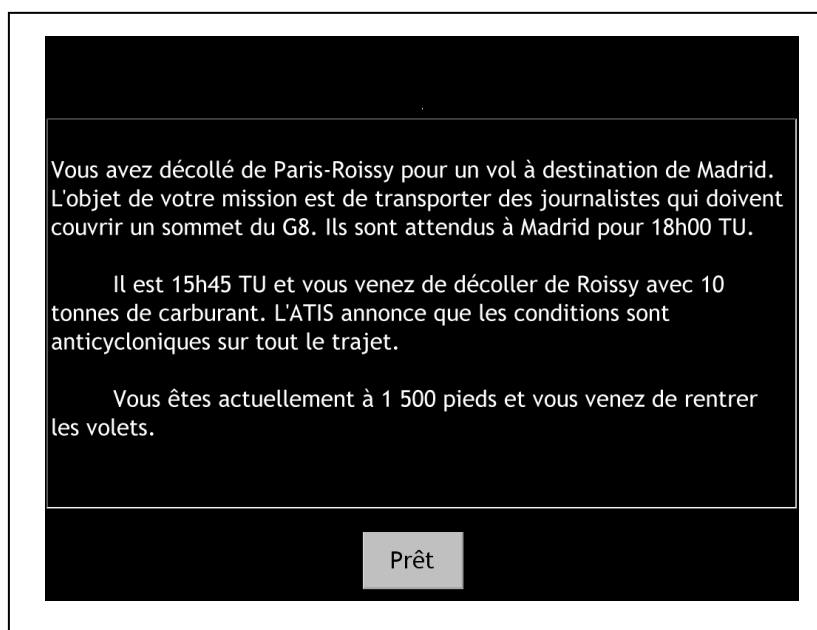 Vous avez décollé de Paris-Roissy pour un vol à destination de Madrid.
L'objet de votre mission est de transporter des journalistes qui doivent
couvrir un sommet du G8. Ils sont attendus à Madrid pour 18h00 TU.
Il est 15h45 TU et vous venez de décoller de Roissy avec 10
tonnes de carburant. L'ATIS annonce que les conditions sont
anticycloniques sur tout le trajet.
Vous êtes actuellement à 1 500 pieds et vous venez de rentrer
les volets.
Prêt